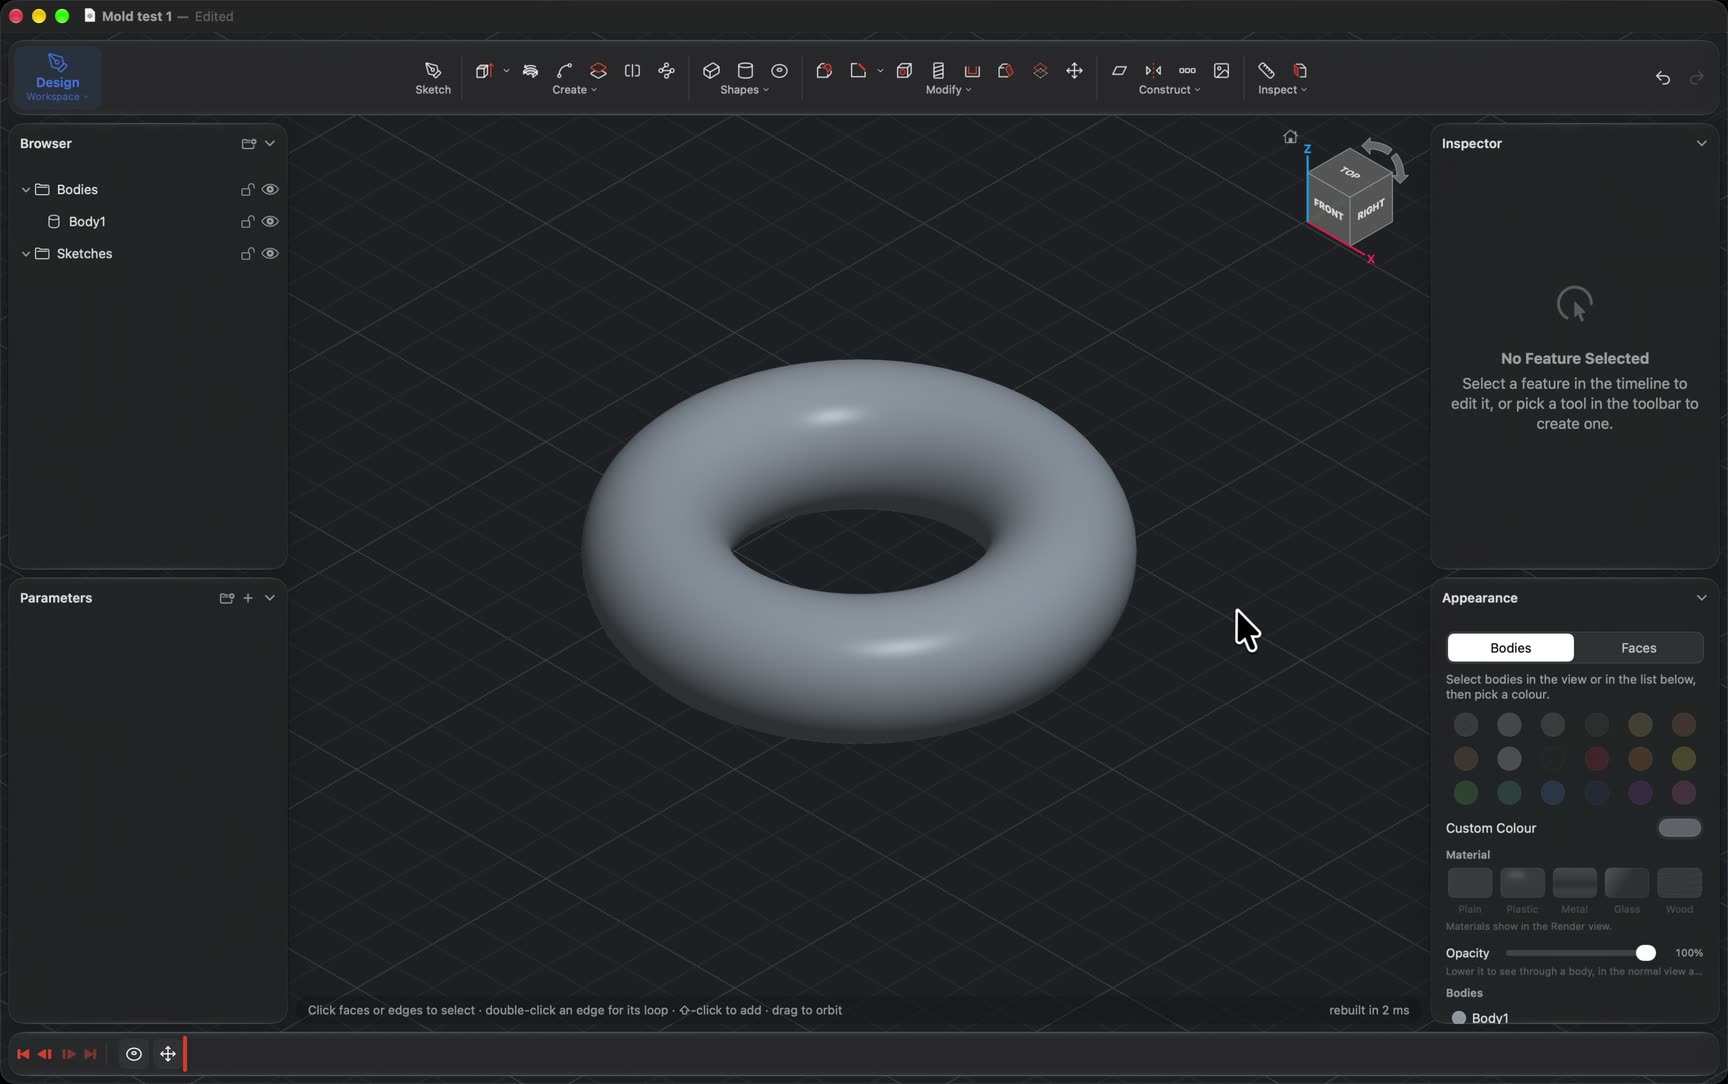 Mold test 1 — Edited
Design
Workspace
Sketch
Create
Shapes
Modify
Construct
Inspect
Browser
Bodies
Body1
Sketches
Parameters
Z
TOP
FRONT
RIGHT
X
Inspector
No Feature Selected
Select a feature in the timeline to
edit it, or pick a tool in the toolbar to
create one.
Appearance
Bodies
Faces
Select bodies in the view or in the list below,
then pick a colour.
Custom Colour
Material
Plain
Plastic
Metal
Glass
Wood
Materials show in the Render view.
Opacity
100%
Lower it to see through a body, in the normal view a...
Bodies
Body1
Click faces or edges to select · double-click an edge for its loop · ⇧-click to add · drag to orbit
rebuilt in 2 ms